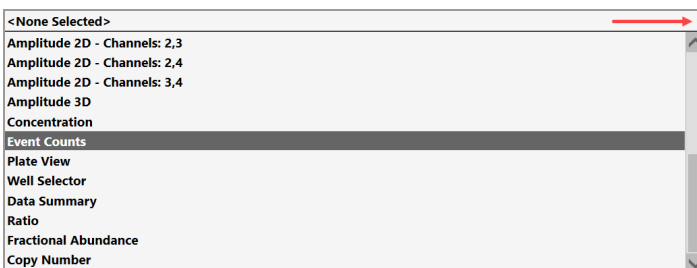 <None Selected>
Amplitude 2D - Channels: 2,3
Amplitude 2D - Channels: 2,4
Amplitude 2D - Channels: 3,4
Amplitude 3D
Concentration
Event Counts
Plate View
Well Selector
Data Summary
Ratio
Fractional Abundance
Copy Number